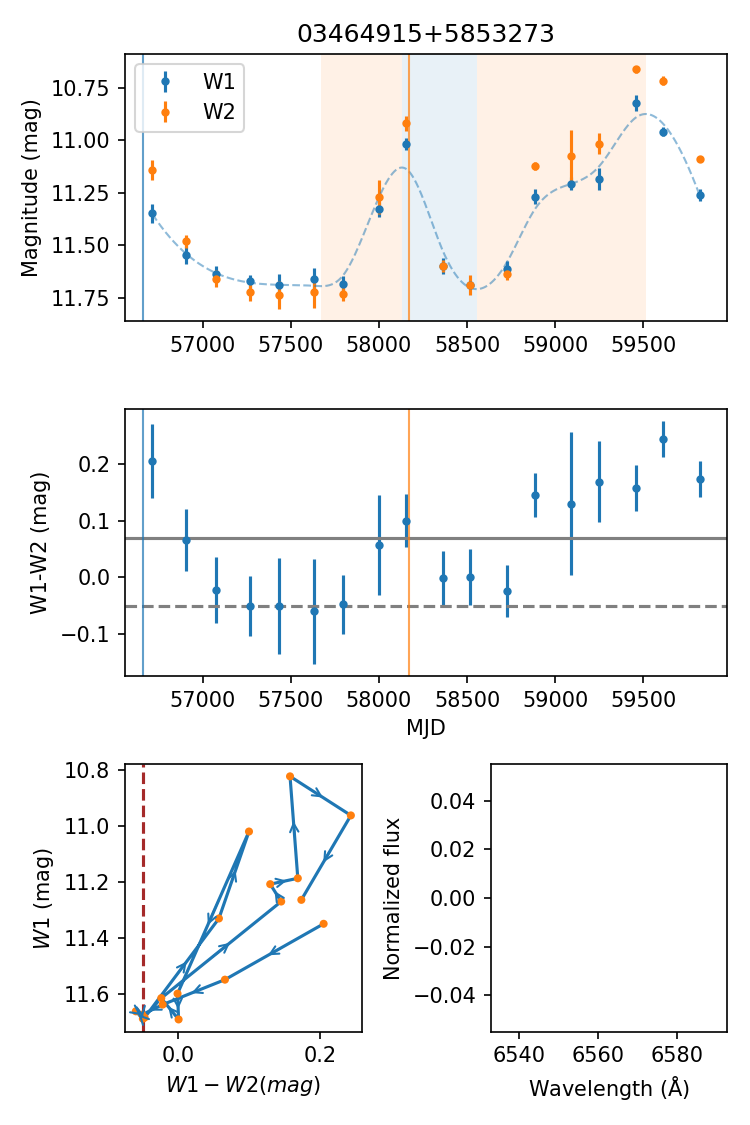 03464915+5853273
W1
W2
Magnitude (mag)
10.75
11.00
11.25
11.50
11.75
57000 57500 58000 58500 59000 59500
W1-W2 (mag)
0.2
0.1
0.0
−0.1
57000 57500 58000 58500 59000 59500
MJD
W1 (mag)
10.8
11.0
11.2
11.4
11.6
0.0 0.2
W1 − W2(mag)
Normalized flux
0.04
0.02
0.00
−0.02
−0.04
6540 6560 6580
Wavelength (Å)